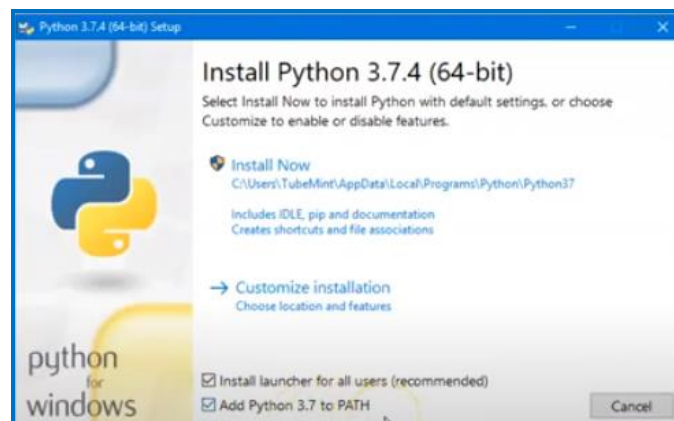 Python 3.7.4 (64-bit) Setup
Install Python 3.7.4 (64-bit)
Select Install Now to install Python with default settings, or choose
Customize to enable or disable features.
Install Now
C:\Users\TubeMint\AppData\Local\Programs\Python\Python37
Includes IDLE, pip and documentation
Creates shortcuts and file associations
Customize installation
Choose location and features
python
for
windows
Install launcher for all users (recommended)
Add Python 3.7 to PATH
Cancel